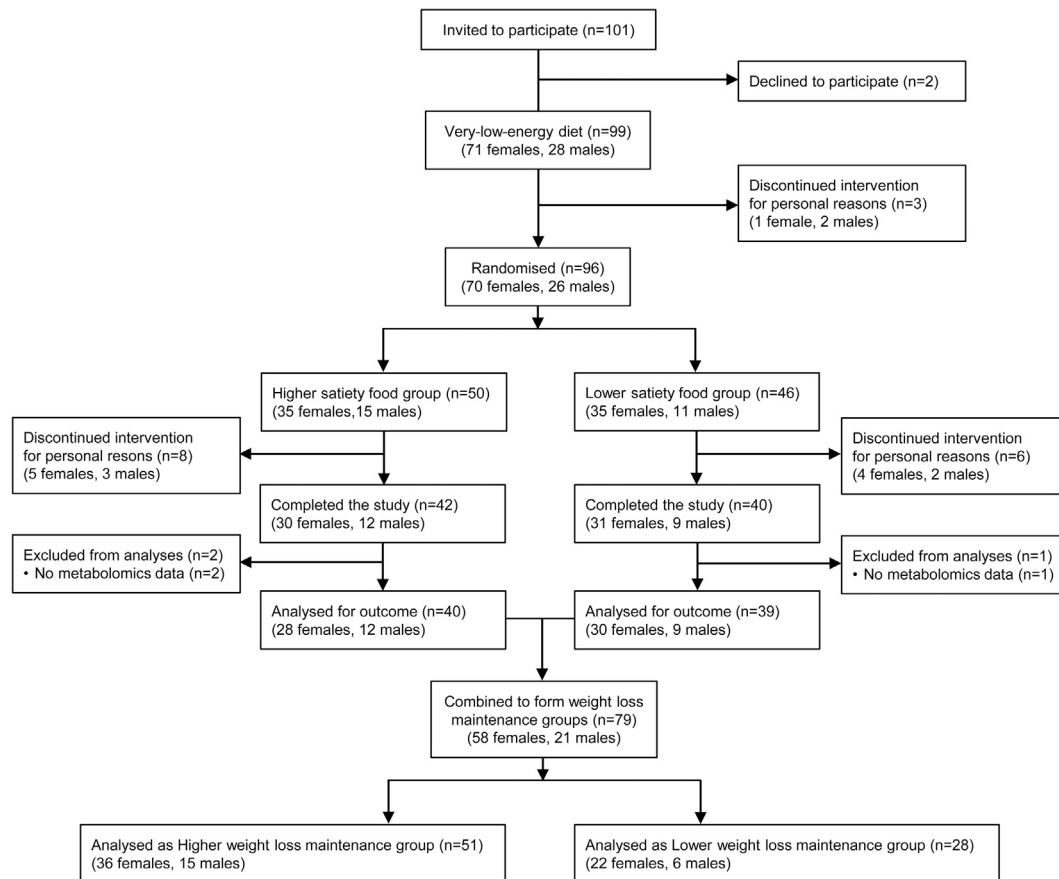 Invited to participate (n=101)
Declined to participate (n=2)
Very-low-energy diet (n=99)
(71 females, 28 males)
Discontinued intervention
for personal reasons (n=3)
(1 female, 2 males)
Randomised (n=96)
(70 females, 26 males)
Higher satiety food group (n=50)
(35 females,15 males)
Lower satiety food group (n=46)
(35 females, 11 males)
Discontinued intervention
for personal resons (n=8)
(5 females, 3 males)
Discontinued intervention
for personal reasons (n=6)
(4 females, 2 males)
Completed the study (n=42)
(30 females, 12 males)
Completed the study (n=40)
(31 females, 9 males)
Excluded from analyses (n=2)
• No metabolomics data (n=2)
Excluded from analyses (n=1)
• No metabolomics data (n=1)
Analysed for outcome (n=40)
(28 females, 12 males)
Analysed for outcome (n=39)
(30 females, 9 males)
Combined to form weight loss
maintenance groups (n=79)
(58 females, 21 males)
Analysed as Higher weight loss maintenance group (n=51)
(36 females, 15 males)
Analysed as Lower weight loss maintenance group (n=28)
(22 females, 6 males)